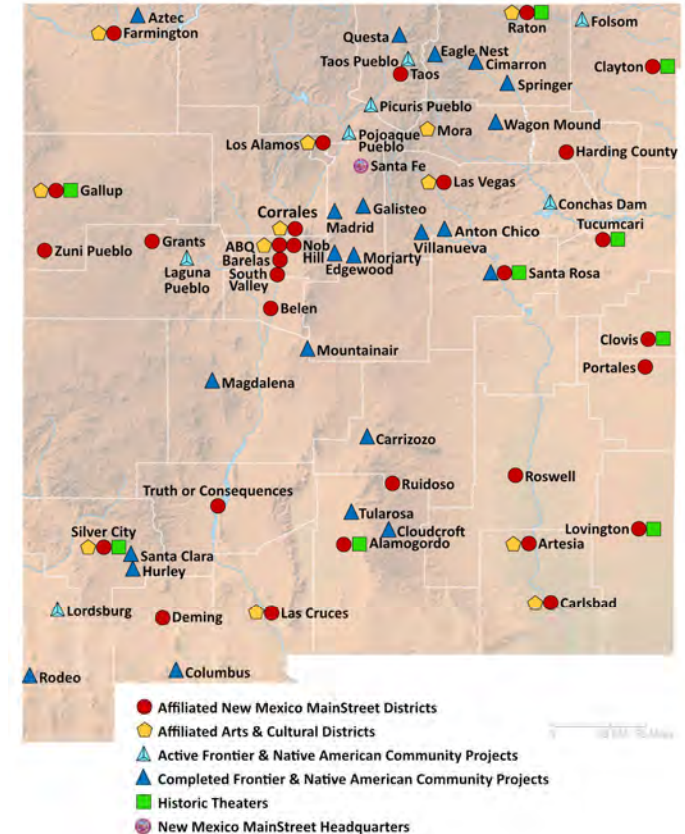 Aztec
Farmington
Raton
Folsom
Questa
Eagle Nest
Taos Pueblo
Cimarron
Taos
Clayton
Springer
Picuris Pueblo
Wagon Mound
Mora
Los Alamos
Pojoaque
Pueblo
Harding County
Santa Fe
Las Vegas
Gallup
Conchas Dam
Galisteo
Corrales
Madrid
Anton Chico
Tucumcari
Villanueva
Grants
Zuni Pueblo
ABQ
Nob
Hill
Barelas
South
Valley
Laguna
Pueblo
Moriarty
Edgewood
Santa Rosa
Belen
Mountainair
Clovis
Portales
Magdalena
Carrizozo
Truth or Consequences
Ruidoso
Roswell
Tularosa
Cloudcroft
Lovington
Silver City
Alamogordo
Artesia
Santa Clara
Hurley
Lordsburg
Deming
Las Cruces
Carlsbad
Rodeo
Columbus
Affiliated New Mexico MainStreet Districts
Affiliated Arts & Cultural Districts
Active Frontier & Native American Community Projects
Completed Frontier & Native American Community Projects
Historic Theaters
New Mexico MainStreet Headquarters